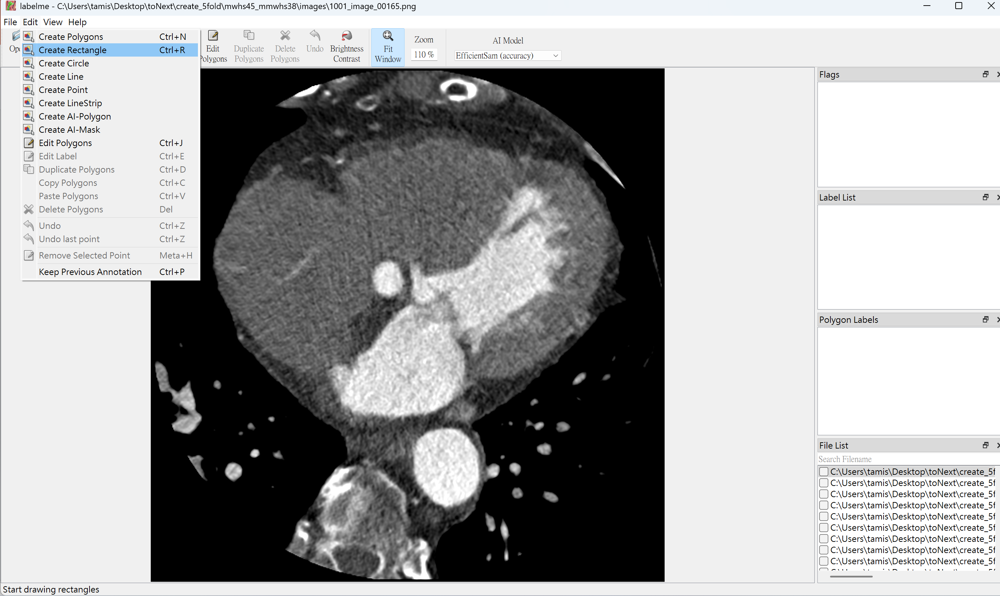 labelme - C:\Users\tamis\Desktop\toNext\create_5fold\mwhs45_mmwhs38\images\1001_image_00165.png
File Edit View Help
Create Polygons Ctrl+N
Create Rectangle Ctrl+R
Create Circle
Create Line
Create Point
Create LineStrip
Create AI-Polygon
Create AI-Mask
Edit Polygons Ctrl+J
Edit Label Ctrl+E
Duplicate Polygons Ctrl+D
Copy Polygons Ctrl+C
Paste Polygons Ctrl+V
Delete Polygons Del
Undo Ctrl+Z
Undo last point Ctrl+Z
Remove Selected Point Meta+H
Keep Previous Annotation Ctrl+P
Ope
Edit
Polygons
Duplicate
Polygons
Delete
Polygons
Undo
Brightness
Contrast
Fit
Window
Zoom
110 %
AI Model
EfficientSam (accuracy)
Flags
Label List
Polygon Labels
File List
Search Filename
C:\Users\tamis\Desktop\toNext\create_5f
C:\Users\tamis\Desktop\toNext\create_5f
C:\Users\tamis\Desktop\toNext\create_5f
C:\Users\tamis\Desktop\toNext\create_5f
C:\Users\tamis\Desktop\toNext\create_5f
C:\Users\tamis\Desktop\toNext\create_5f
C:\Users\tamis\Desktop\toNext\create_5f
C:\Users\tamis\Desktop\toNext\create_5f
C:\Users\tamis\Desktop\toNext\create_5f
Start drawing rectangles